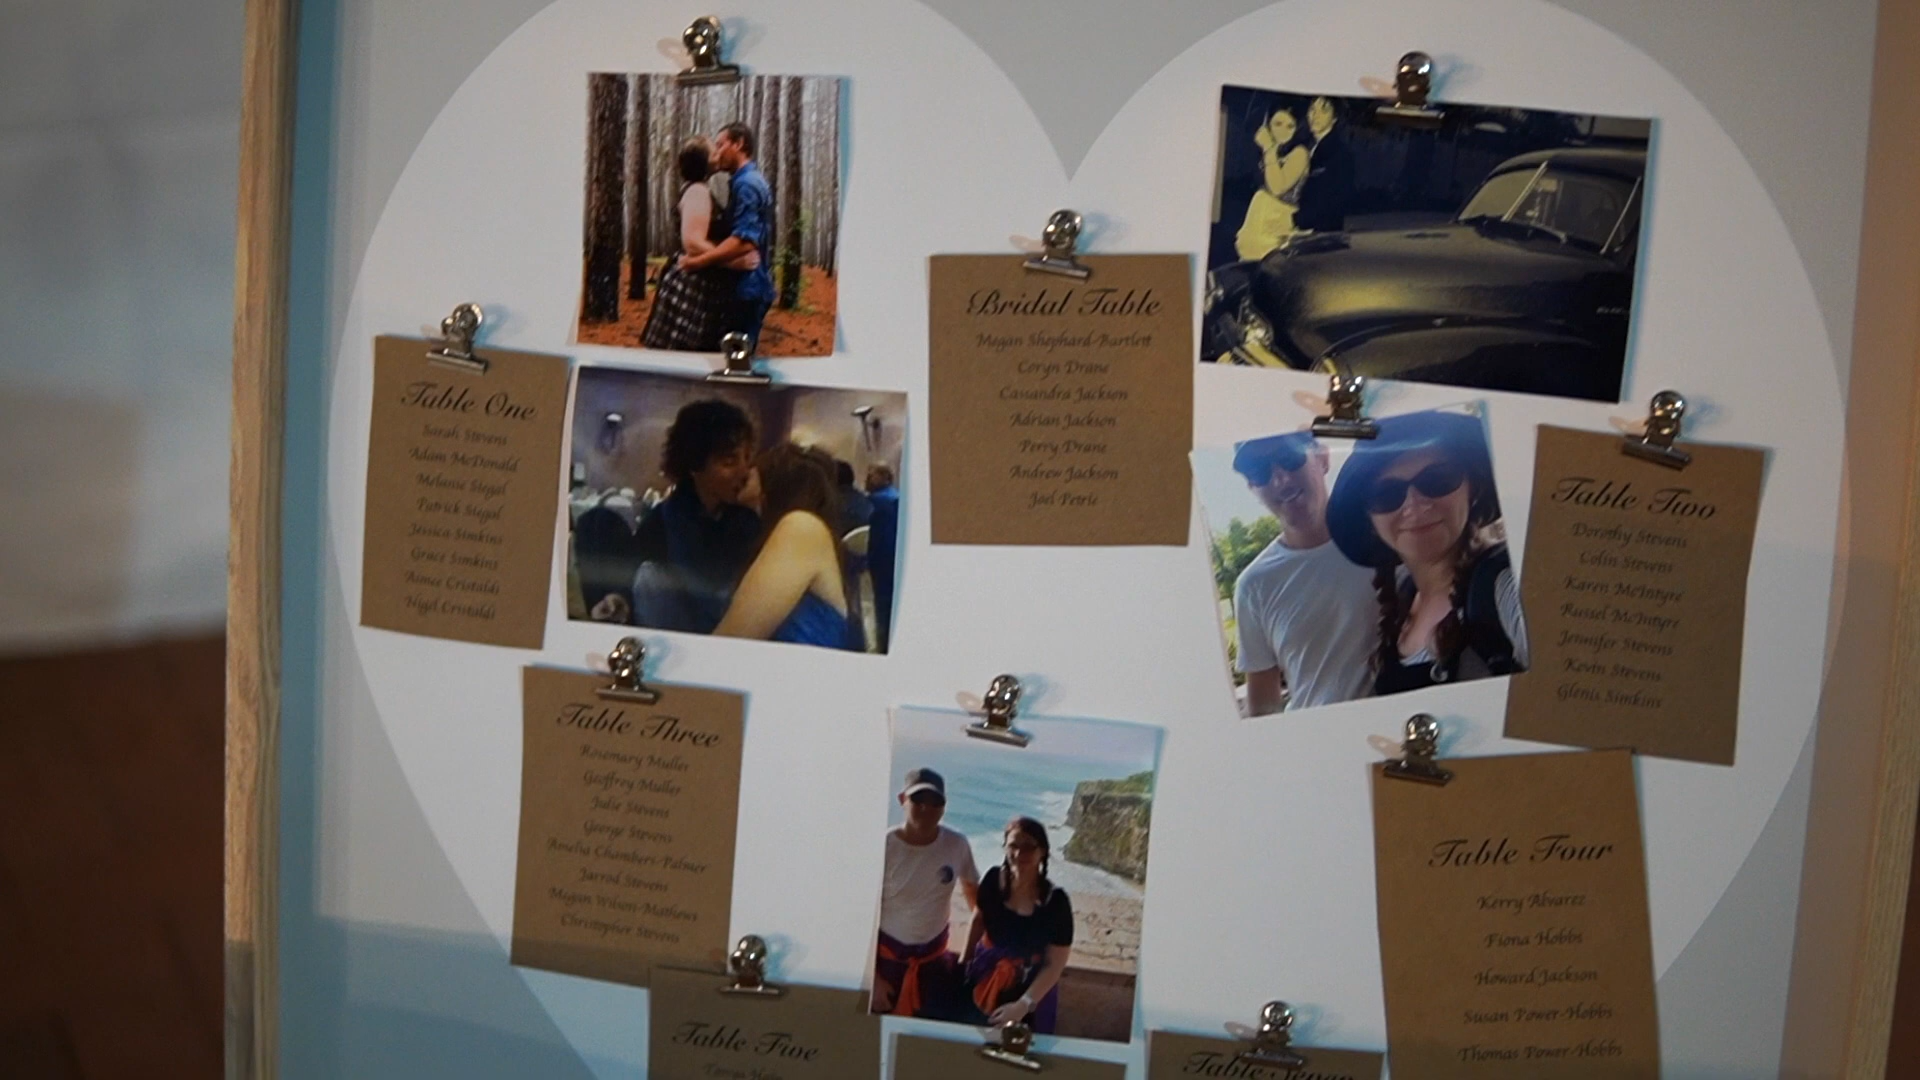 Bridal Table
Megan Shephard-Bartlett
Coryn Drane
Cassandra Jackson
Adrian Jackson
Perry Drane
Andrew Jackson
Joel Petrie
Table One
Sarah Stevens
Adam McDonald
Melanie Siegal
Patrick Siegal
Jessica Simkins
Grace Simkins
Aimee Cristaldi
Nigel Cristaldi
Table Two
Dorothy Stevens
Colin Stevens
Karen McIntyre
Russel McIntyre
Jennifer Stevens
Kevin Stevens
Glenis Simkins
Table Three
Rosemary Muller
Geoffrey Muller
Julie Stevens
George Stevens
Amelia Chambers-Palmer
Jarrod Stevens
Megan Wilson-Mathews
Christopher Stevens
Table Four
Kerry Alvarez
Fiona Hobbs
Howard Jackson
Susan Power-Hobbs
Thomas Power-Hobbs
Table Five
Table Seven